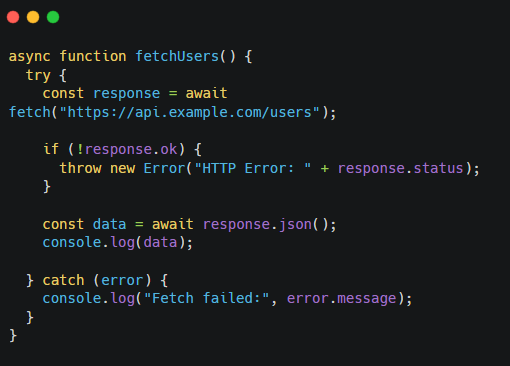 async function fetchUsers() {
  try {
    const response = await
fetch("https://api.example.com/users");

    if (!response.ok) {
      throw new Error("HTTP Error: " + response.status);
    }

    const data = await response.json();
    console.log(data);

  } catch (error) {
    console.log("Fetch failed:", error.message);
  }
}